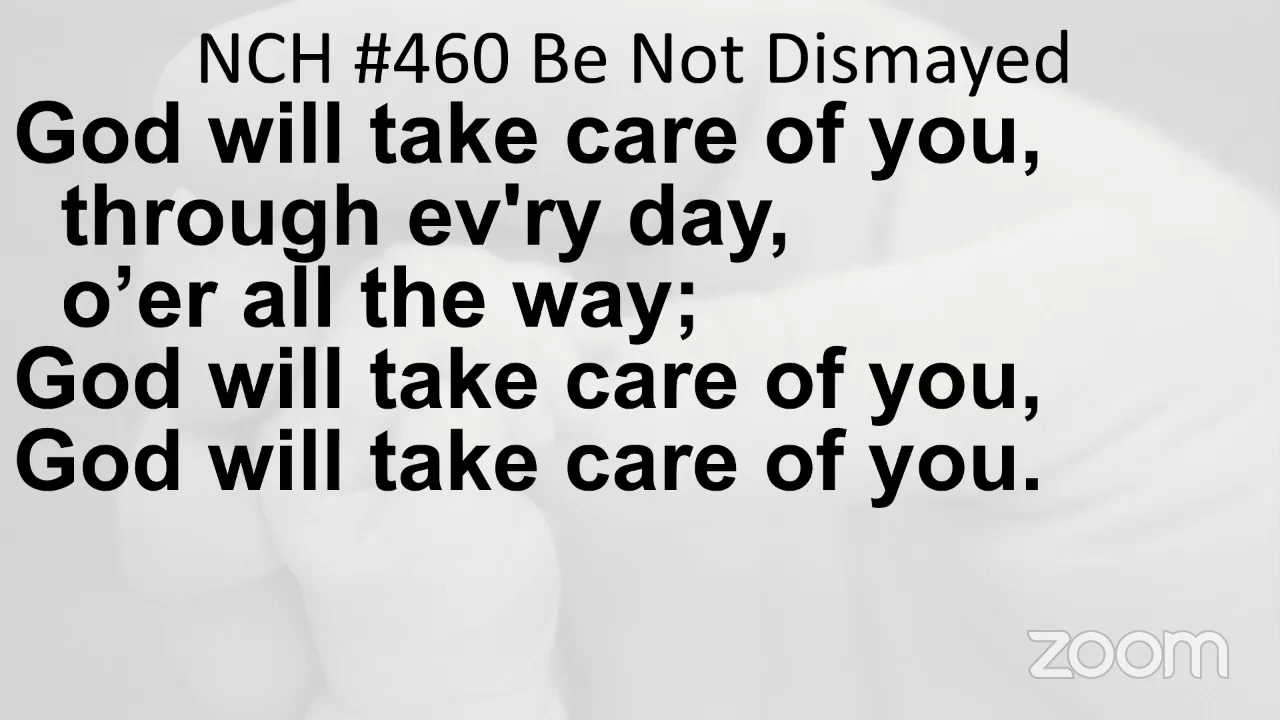 NCH #460 Be Not Dismayed
God will take care of you,
through ev'ry day,
o’er all the way;
God will take care of you,
God will take care of you.
zoom